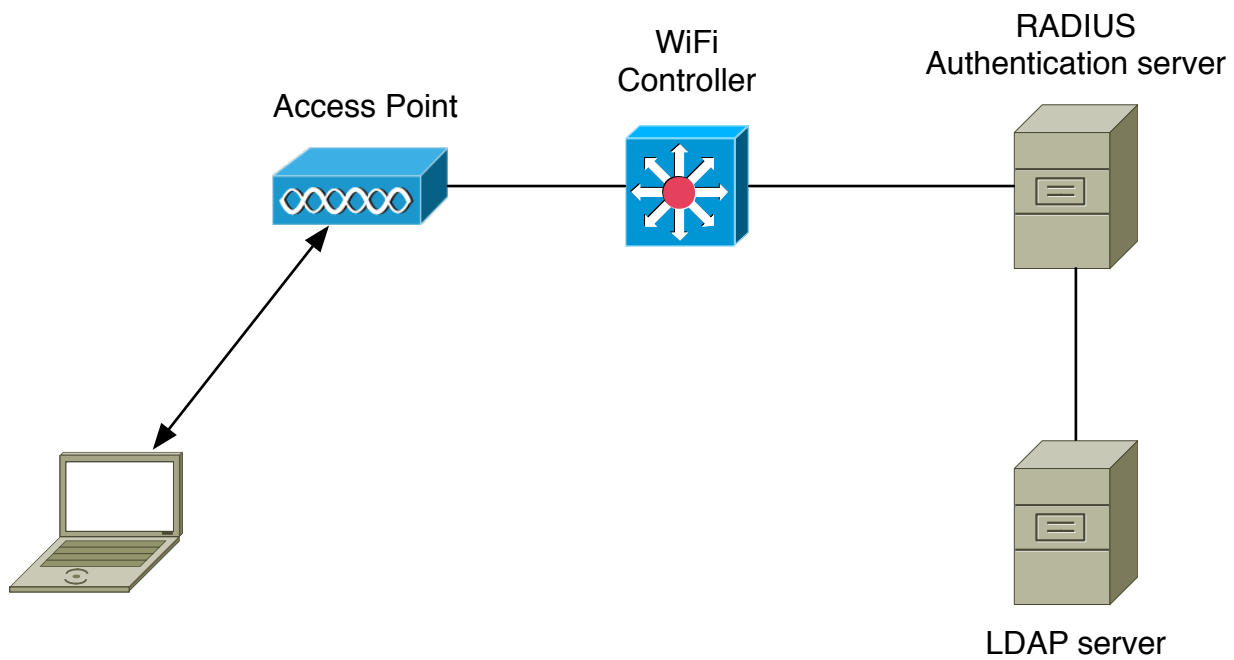 RADIUS
Authentication server
WiFi
Controller
Access Point
LDAP server